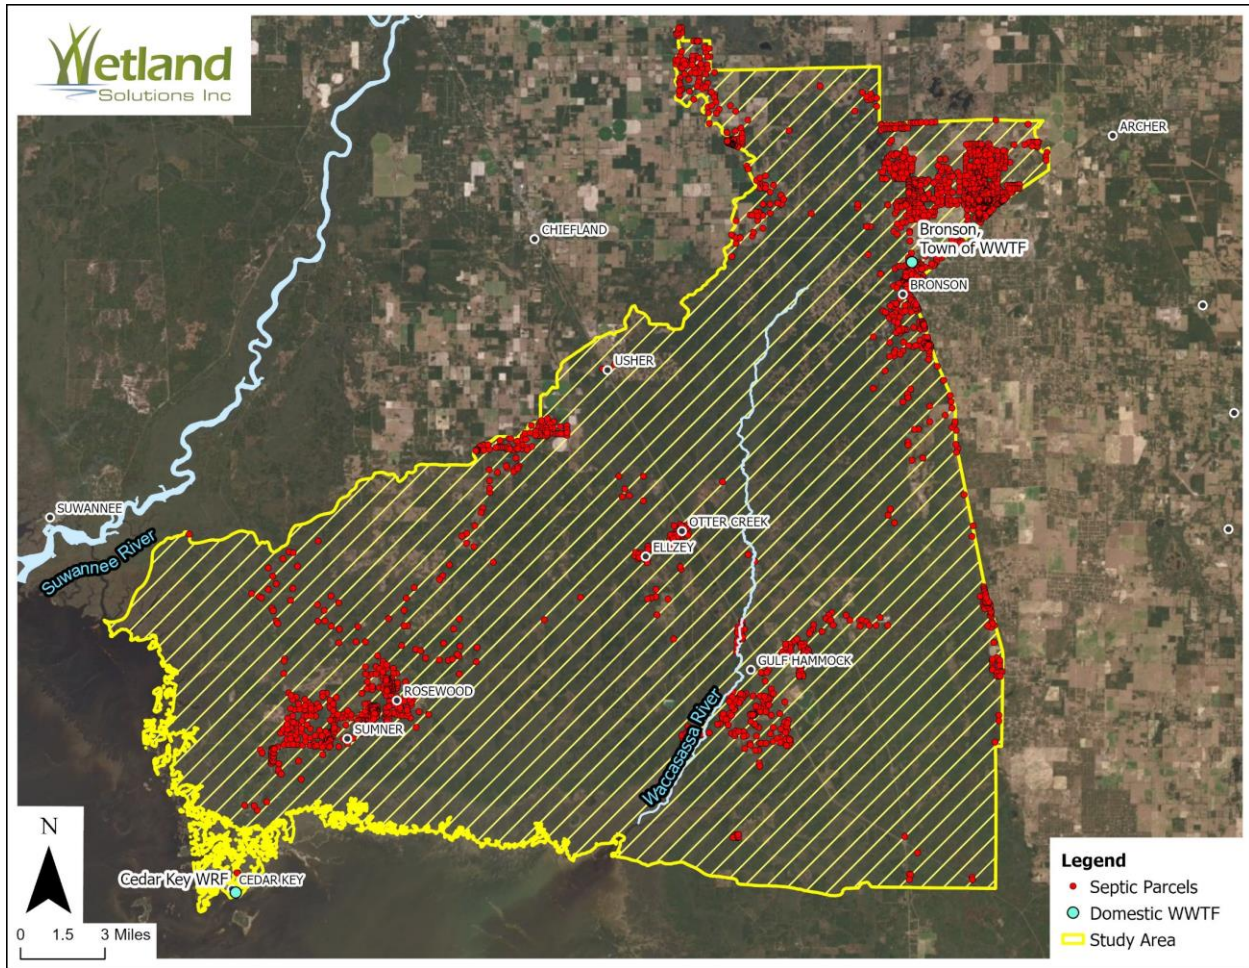 Wetland
Solutions Inc
ARCHER
CHIEFLAND
Bronson,
Town of WWTF
BRONSON
USHER
SUWANNEE
Suwannee River
OTTER CREEK
ELLZEY
GULF HAMMOCK
ROSEWOOD
SUMNER
Waccasassa River
Cedar Key WRF
CEDAR KEY
N
0 1.5 3 Miles
Legend
Septic Parcels
Domestic WWTF
Study Area